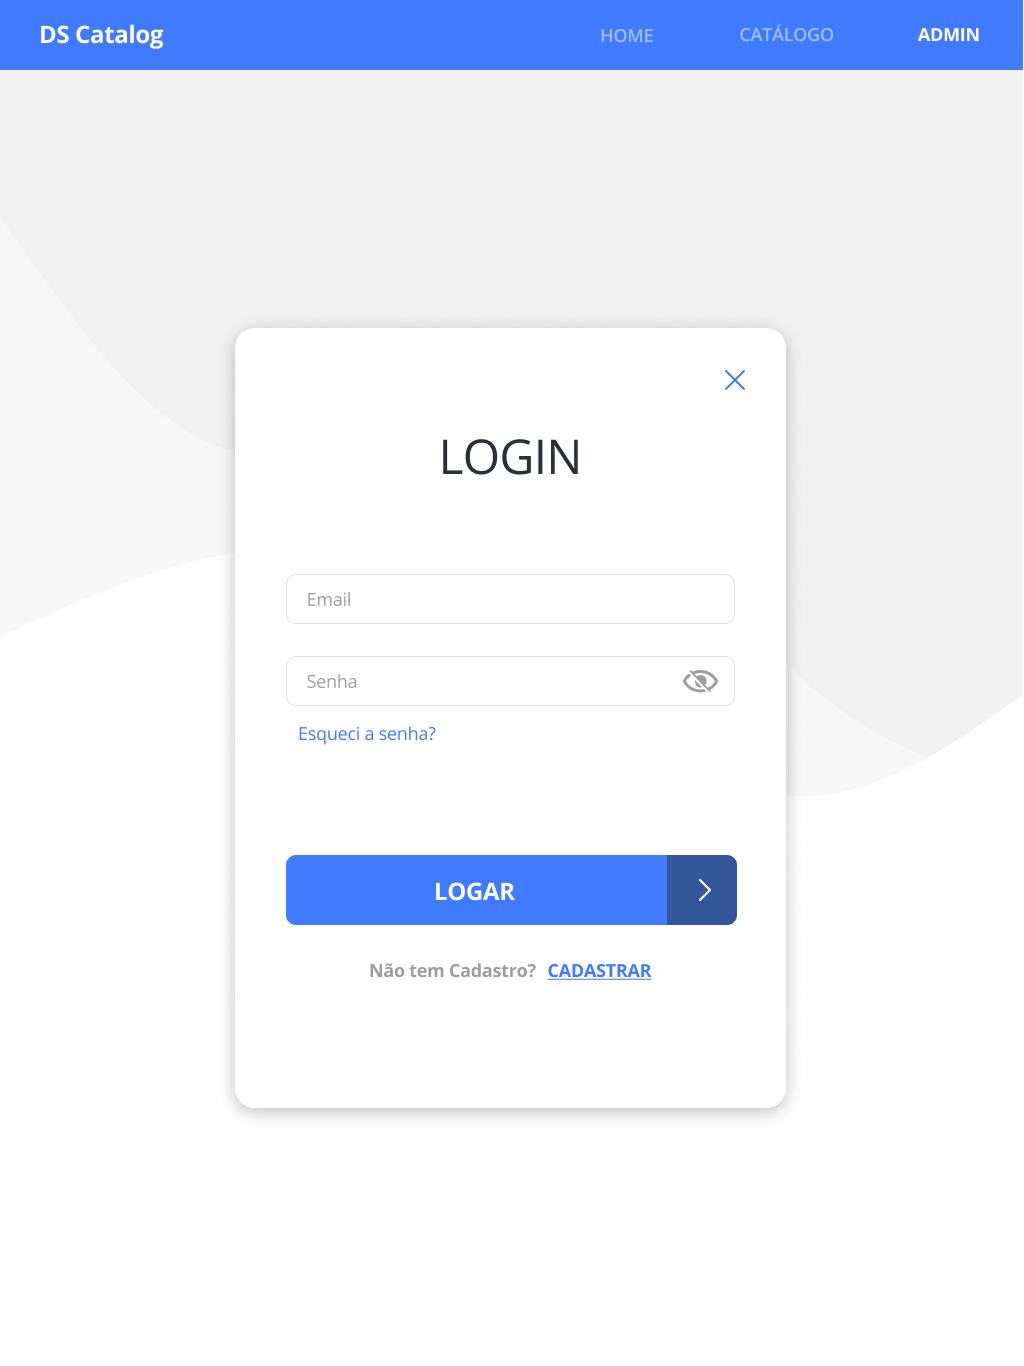 DS Catalog HOME CATÁLOGO ADMIN
LOGIN
Email
Senha
Esqueci a senha?
LOGAR
Não tem Cadastro? CADASTRAR